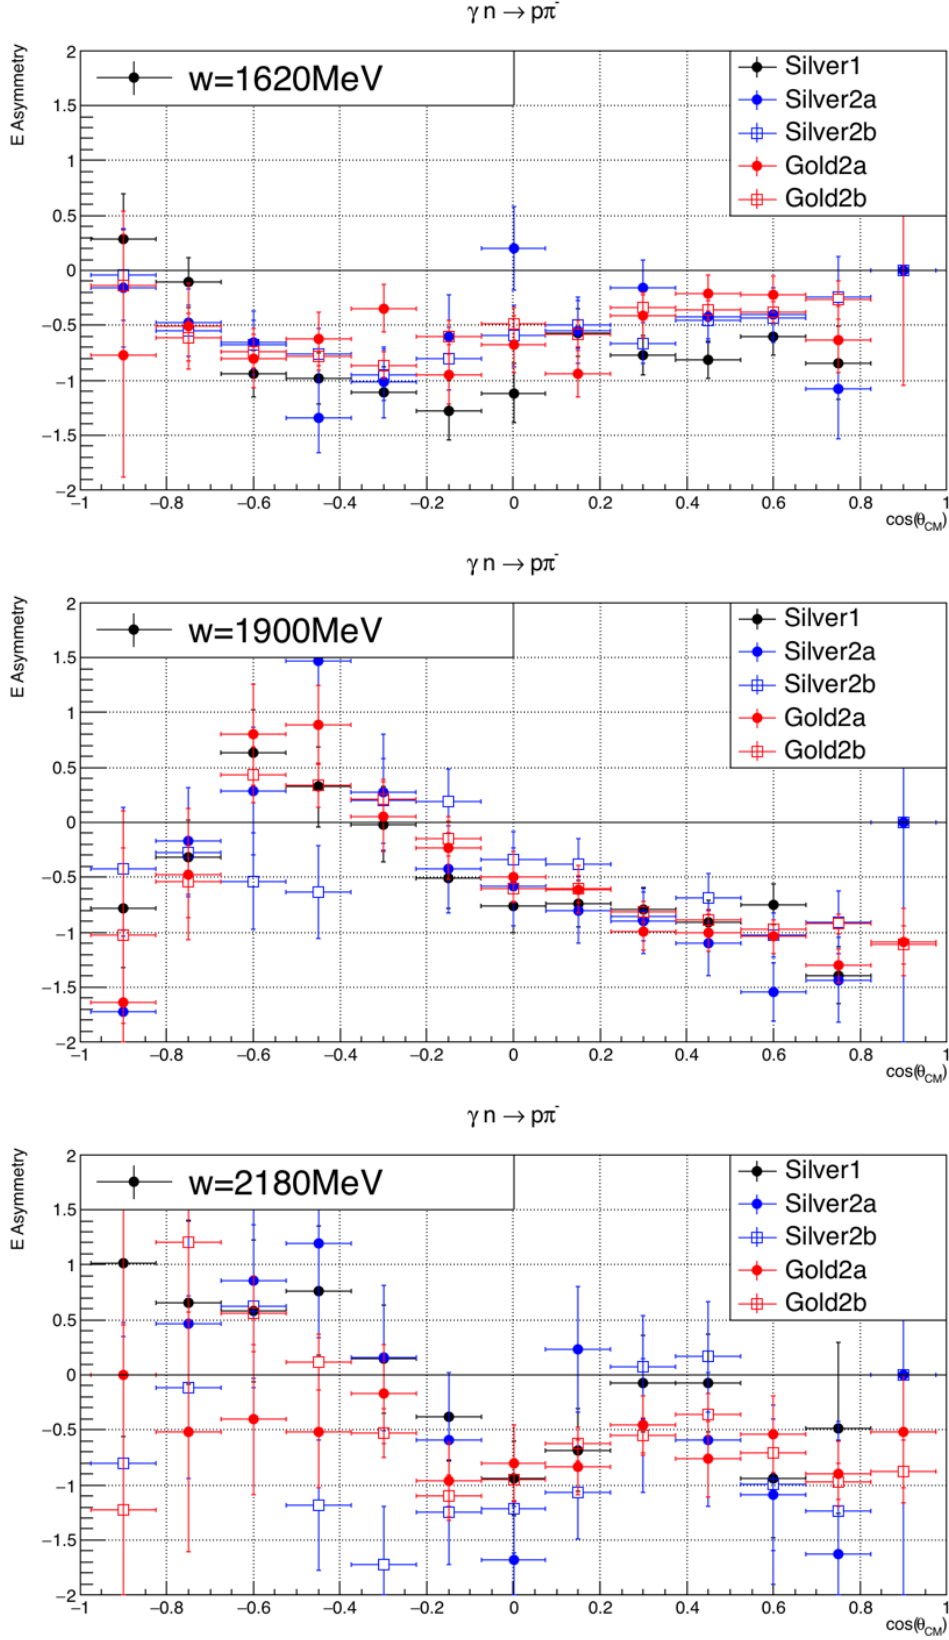 γ n → pπ⁻
E Asymmetry
w=1620MeV
Silver1
Silver2a
Silver2b
Gold2a
Gold2b
2
1.5
1
0.5
0
−0.5
−1
−1.5
−2
−1 −0.8 −0.6 −0.4 −0.2 0 0.2 0.4 0.6 0.8 1
cos(θCM)
γ n → pπ⁻
E Asymmetry
w=1900MeV
Silver1
Silver2a
Silver2b
Gold2a
Gold2b
2
1.5
1
0.5
0
−0.5
−1
−1.5
−2
−1 −0.8 −0.6 −0.4 −0.2 0 0.2 0.4 0.6 0.8 1
cos(θCM)
γ n → pπ⁻
E Asymmetry
w=2180MeV
Silver1
Silver2a
Silver2b
Gold2a
Gold2b
2
1.5
1
0.5
0
−0.5
−1
−1.5
−2
−1 −0.8 −0.6 −0.4 −0.2 0 0.2 0.4 0.6 0.8 1
cos(θCM)